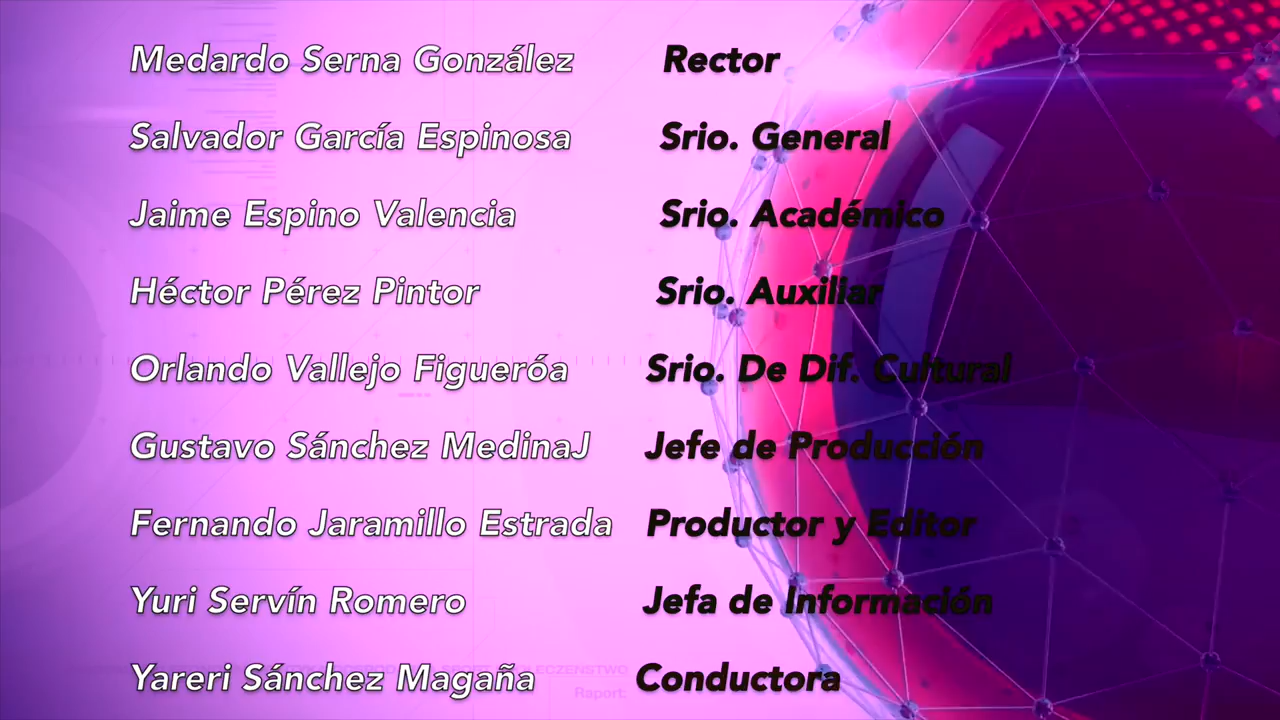 Medardo Serna González Rector
Salvador García Espinosa Srio. General
Jaime Espino Valencia Srio. Académico
Héctor Pérez Pintor Srio. Auxiliar
Orlando Vallejo Figueróa Srio. De Dif. Cultural
Gustavo Sánchez MedinaJ Jefe de Producción
Fernando Jaramillo Estrada Productor y Editor
Yuri Servín Romero Jefa de Información
Yareri Sánchez Magaña Conductora
Raport: